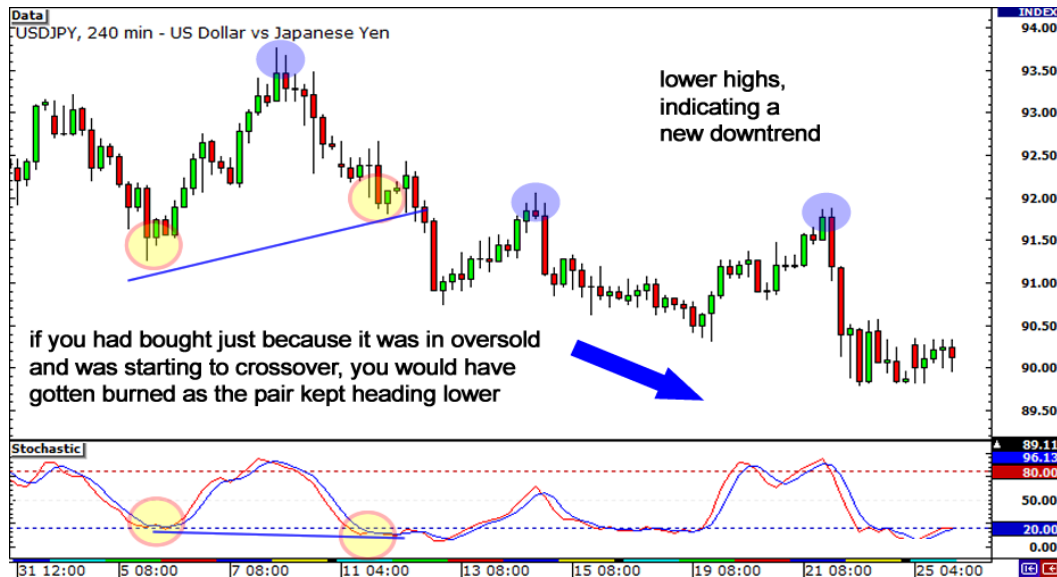 Data
INDEX
USDJPY, 240 min - US Dollar vs Japanese Yen
94.00
93.50
lower highs,
indicating a
new downtrend
93.00
92.50
92.00
91.50
91.00
90.50
if you had bought just because it was in oversold
and was starting to crossover, you would have
gotten burned as the pair kept heading lower
90.00
89.50
Stochastic
89.11
96.13
80.00
50.00
20.00
0.00
31 12:00 5 08:00 7 08:00 11 04:00 13 08:00 15 08:00 19 08:00 21 08:00 25 04:00